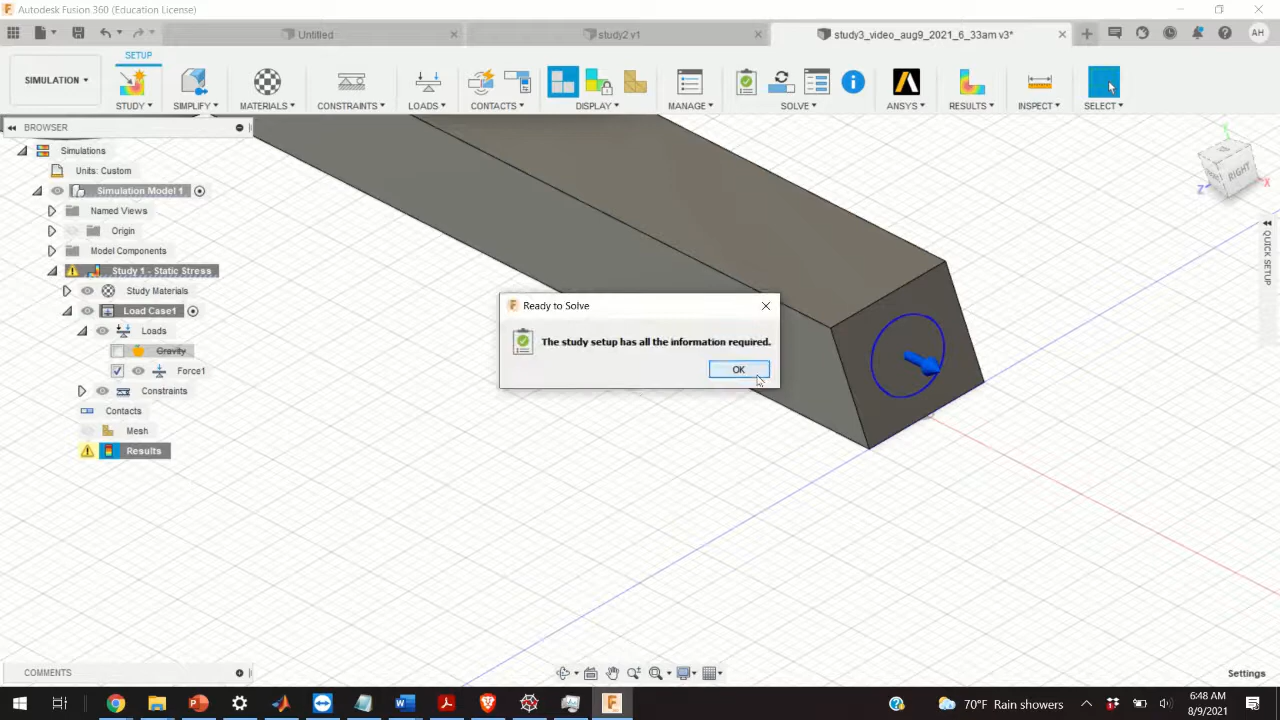 Autodesk Fusion 360 (Education License)
Untitled
study2 v1
study3_video_aug9_2021_6_33am v3*
AH
SETUP
SIMULATION
STUDY
SIMPLIFY
MATERIALS
CONSTRAINTS
LOADS
CONTACTS
DISPLAY
MANAGE
SOLVE
ANSYS
RESULTS
INSPECT
SELECT
BROWSER
Simulations
Units: Custom
Simulation Model 1
Named Views
Origin
Model Components
Study 1 - Static Stress
Study Materials
Load Case1
Loads
Gravity
Force1
Constraints
Contacts
Mesh
Results
Ready to Solve
The study setup has all the information required.
OK
RIGHT
Z
X
QUICK SETUP
COMMENTS
Settings
70°F Rain showers
6:48 AM
8/9/2021